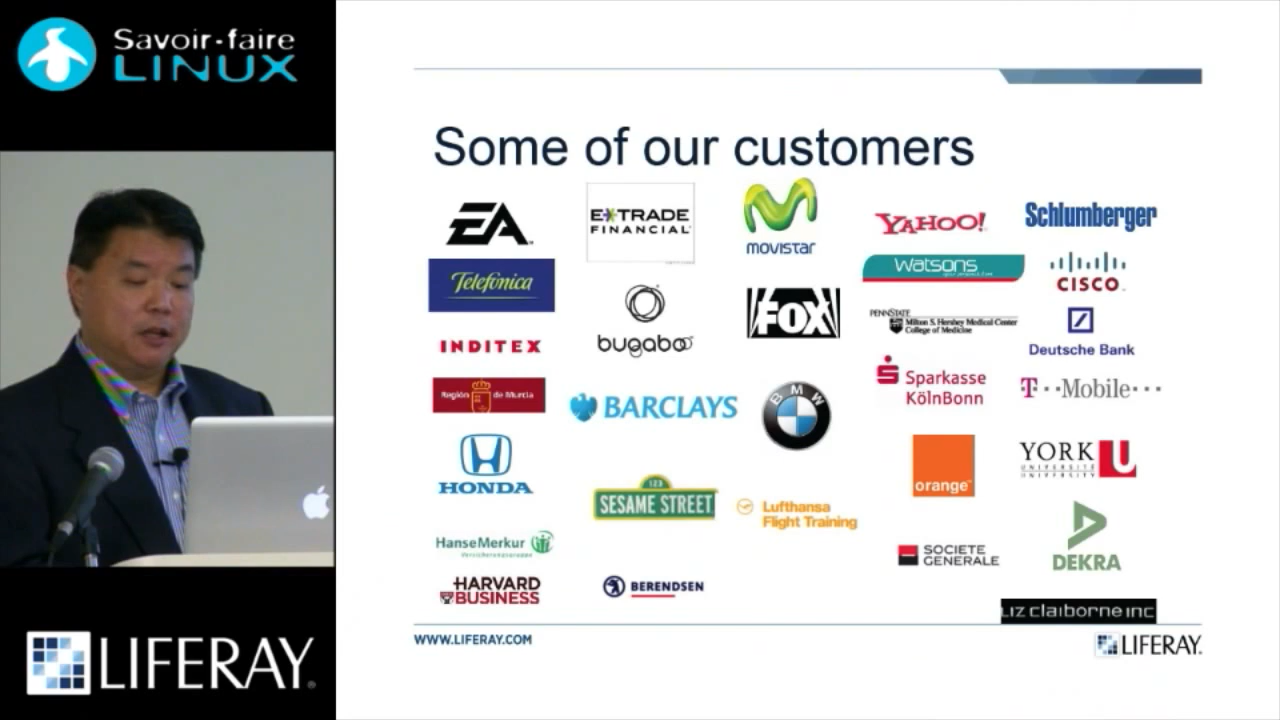 Savoir-faire
LINUX
Some of our customers
EA
E*TRADE
FINANCIAL
movistar
YAHOO!
Schlumberger
Telefónica
bugaboo
FOX
watsons
CISCO
INDITEX
PENNSTATE
Milton S. Hershey Medical Center
College of Medicine
Deutsche Bank
Región de Murcia
BARCLAYS
BMW
Sparkasse
KölnBonn
T··Mobile···
HONDA
123
SESAME STREET
Lufthansa
Flight Training
orange
YORK U
UNIVERSITÉ UNIVERSITY
HanseMerkur
Versicherungsgruppe
SOCIETE
GENERALE
DEKRA
HARVARD
BUSINESS
BERENDSEN
LIZ claiborne INC
WWW.LIFERAY.COM
LIFERAY.
LIFERAY.